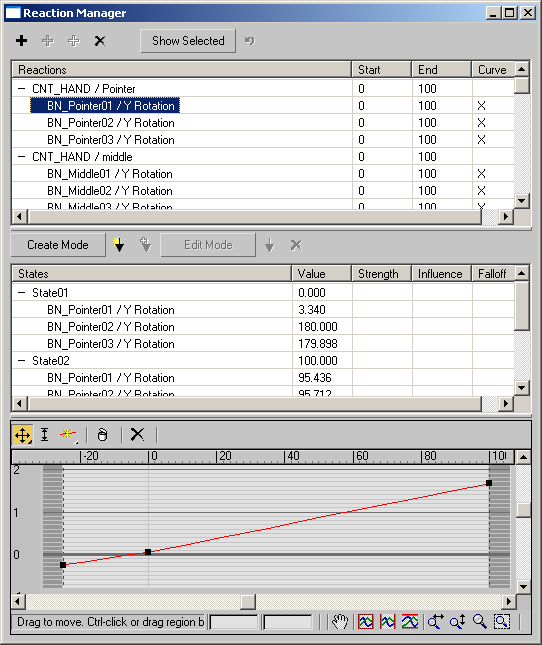 Reaction Manager
Show Selected
Reactions Start End Curve
CNT_HAND / Pointer 0 100
BN_Pointer01 / Y Rotation 0 100 X
BN_Pointer02 / Y Rotation 0 100 X
BN_Pointer03 / Y Rotation 0 100 X
CNT_HAND / middle 0 100
BN_Middle01 / Y Rotation 0 100 X
BN_Middle02 / Y Rotation 0 100 X
BN_Middle03 / Y Rotation 0 100 X
Create Mode Edit Mode
States Value Strength Influence Falloff
State01 0.000
BN_Pointer01 / Y Rotation 3.340
BN_Pointer02 / Y Rotation 180.000
BN_Pointer03 / Y Rotation 179.898
State02 100.000
BN_Pointer01 / Y Rotation 95.436
BN_Pointer02 / Y Rotation 95.712
-20 0 20 40 60 80 100
2
1
0
Drag to move. Ctrl-click or drag region b